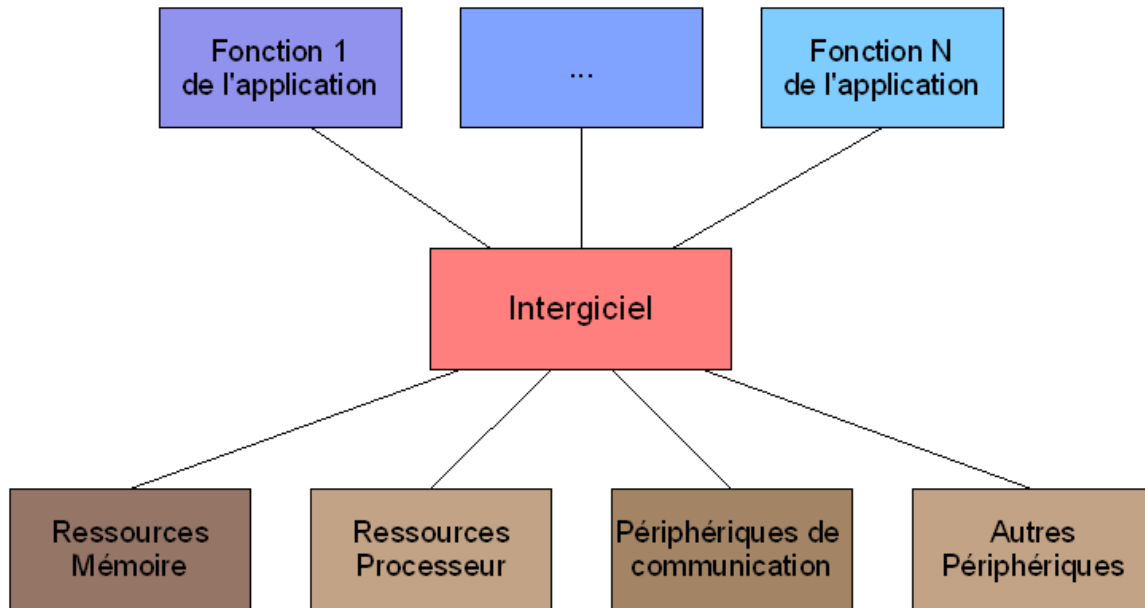 Fonction 1
de l'application
...
Fonction N
de l'application
Intergiciel
Ressources
Mémoire
Ressources
Processeur
Périphériques de
communication
Autres
Périphériques